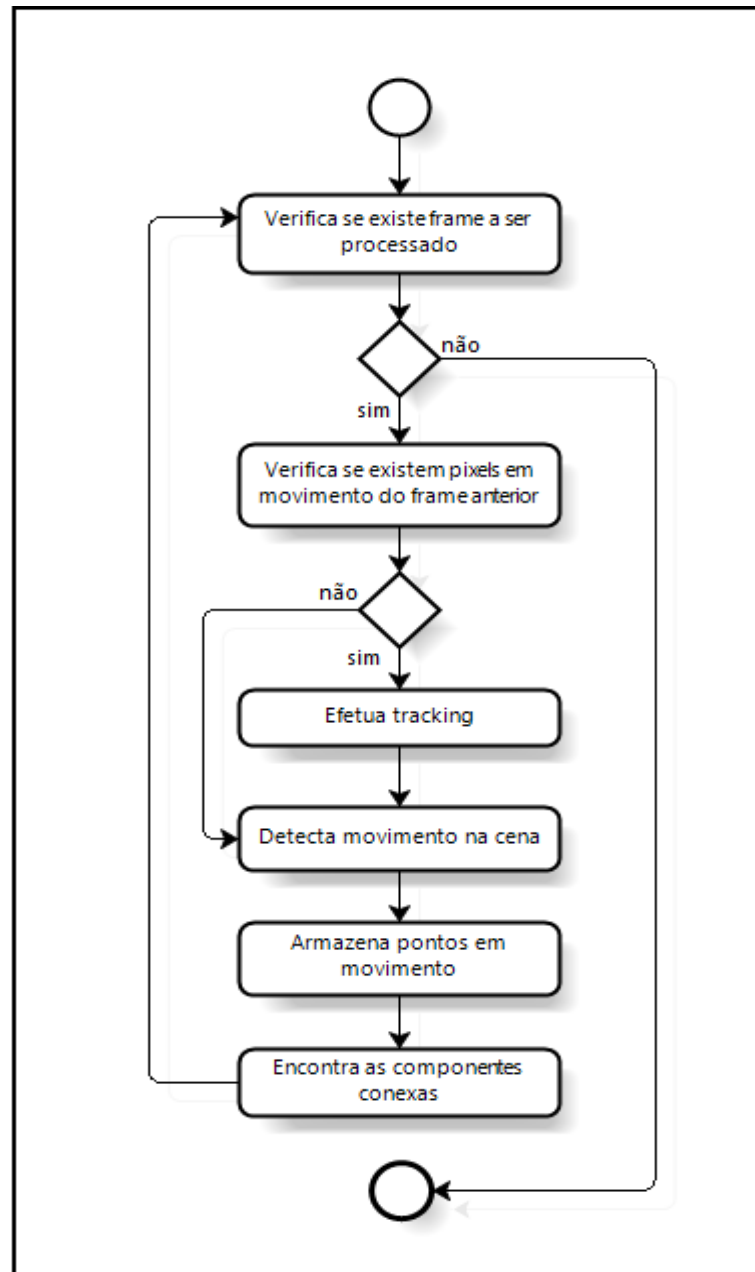 Verifica se existe frame a ser
processado
não
sim
Verifica se existem pixels em
movimento do frame anterior
não
sim
Efetua tracking
Detecta movimento na cena
Armazena pontos em
movimento
Encontra as componentes
conexas